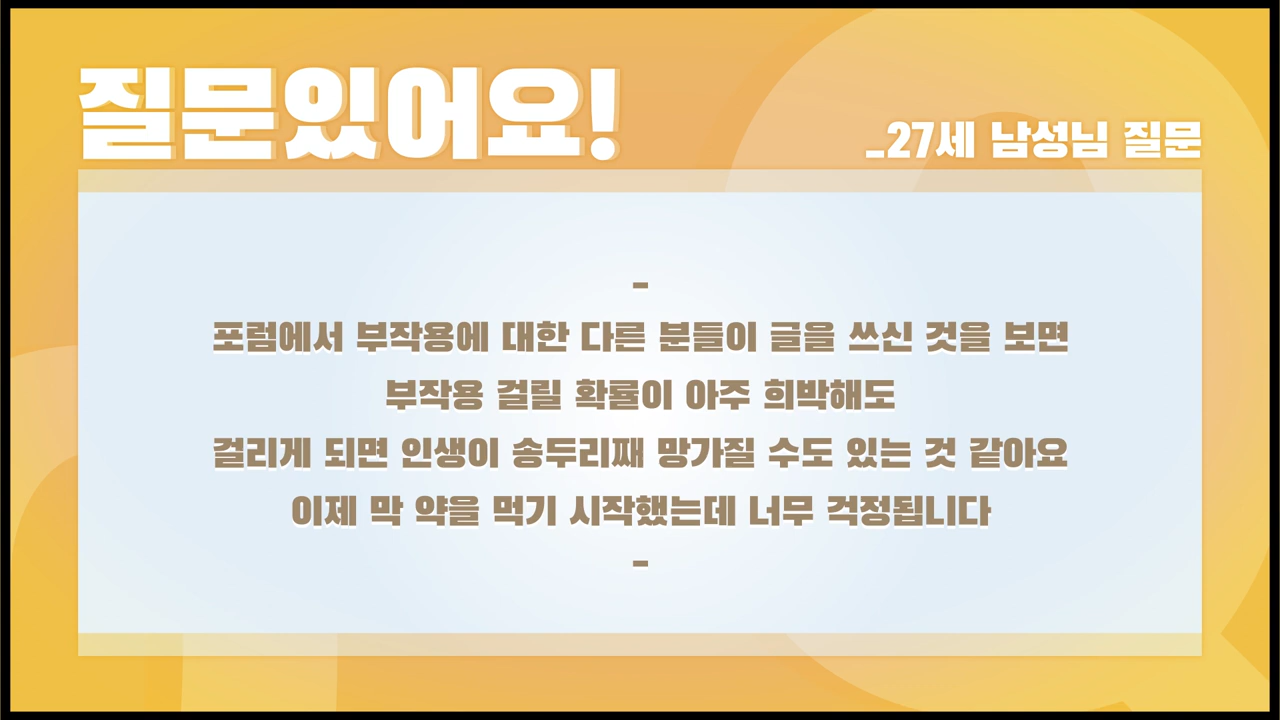 질문있어요!
_27세 남성님 질문
-
포럼에서 부작용에 대한 다른 분들이 글을 쓰신 것을 보면
부작용 걸릴 확률이 아주 희박해도
걸리게 되면 인생이 송두리째 망가질 수도 있는 것 같아요
이제 막 약을 먹기 시작했는데 너무 걱정됩니다
-